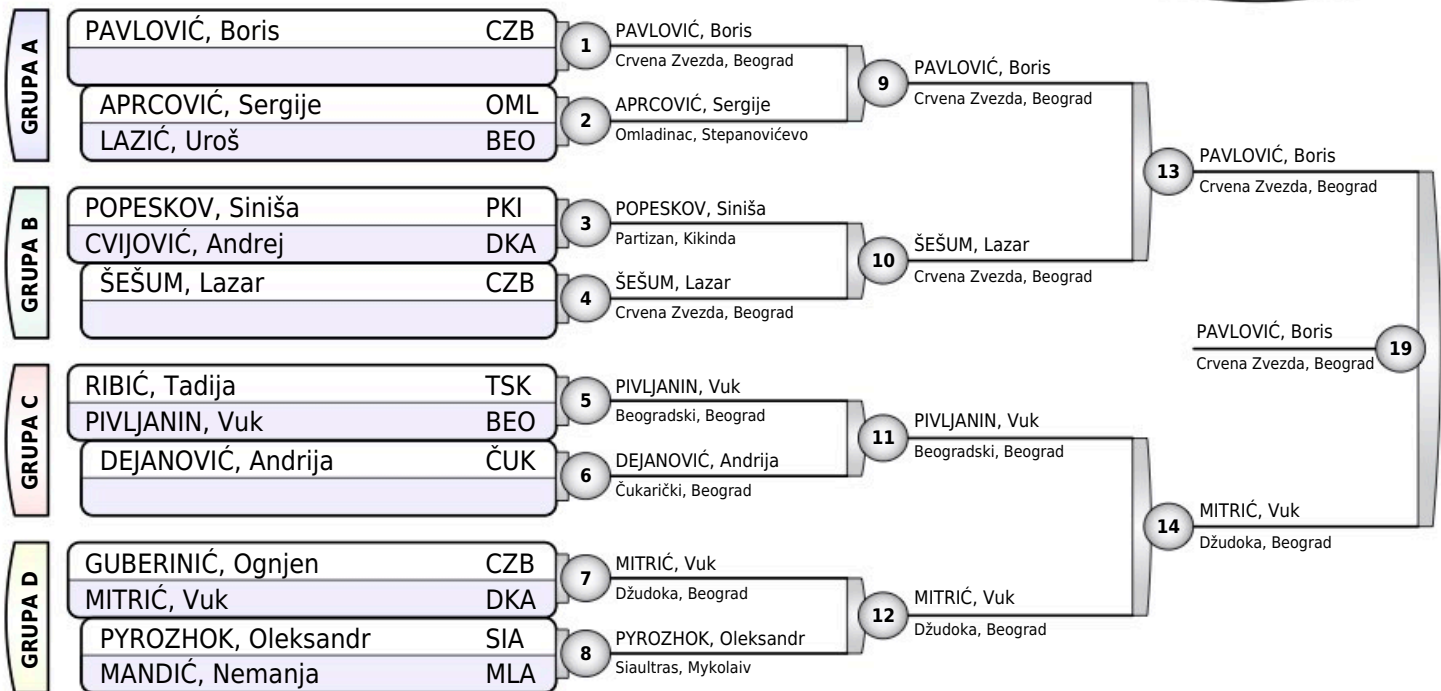 GRUPA A
PAVLOVIĆ, Boris CZB
APRCOVIĆ, Sergije OML
LAZIĆ, Uroš BEO
GRUPA B
POPESKOV, Siniša PKI
CVIJOVIĆ, Andrej DKA
ŠEŠUM, Lazar CZB
GRUPA C
RIBIĆ, Tadija TSK
PIVLJANIN, Vuk BEO
DEJANOVIĆ, Andrija ČUK
GRUPA D
GUBERINIĆ, Ognjen CZB
MITRIĆ, Vuk DKA
PYROZHOK, Oleksandr SIA
MANDIĆ, Nemanja MLA
1 PAVLOVIĆ, Boris
Crvena Zvezda, Beograd
2 APRCOVIĆ, Sergije
Omladinac, Stepanovićevo
3 POPESKOV, Siniša
Partizan, Kikinda
4 ŠEŠUM, Lazar
Crvena Zvezda, Beograd
5 PIVLJANIN, Vuk
Beogradski, Beograd
6 DEJANOVIĆ, Andrija
Čukarički, Beograd
7 MITRIĆ, Vuk
Džudoka, Beograd
8 PYROZHOK, Oleksandr
Siaultras, Mykolaiv
9 PAVLOVIĆ, Boris
Crvena Zvezda, Beograd
10 ŠEŠUM, Lazar
Crvena Zvezda, Beograd
11 PIVLJANIN, Vuk
Beogradski, Beograd
12 MITRIĆ, Vuk
Džudoka, Beograd
13 PAVLOVIĆ, Boris
Crvena Zvezda, Beograd
14 MITRIĆ, Vuk
Džudoka, Beograd
PAVLOVIĆ, Boris
Crvena Zvezda, Beograd 19